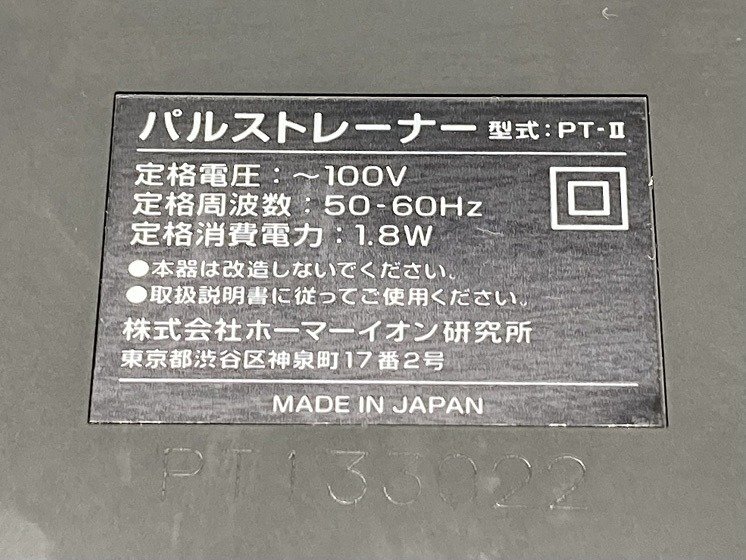 パルストレーナー 型式:PT-Ⅱ
定格電圧:～100V
定格周波数:50-60Hz
定格消費電力:1.8W
●本器は改造しないでください。
●取扱説明書に従ってご使用ください。
株式会社ホーマーイオン研究所
東京都渋谷区神泉町17番2号
MADE IN JAPAN
PT133022